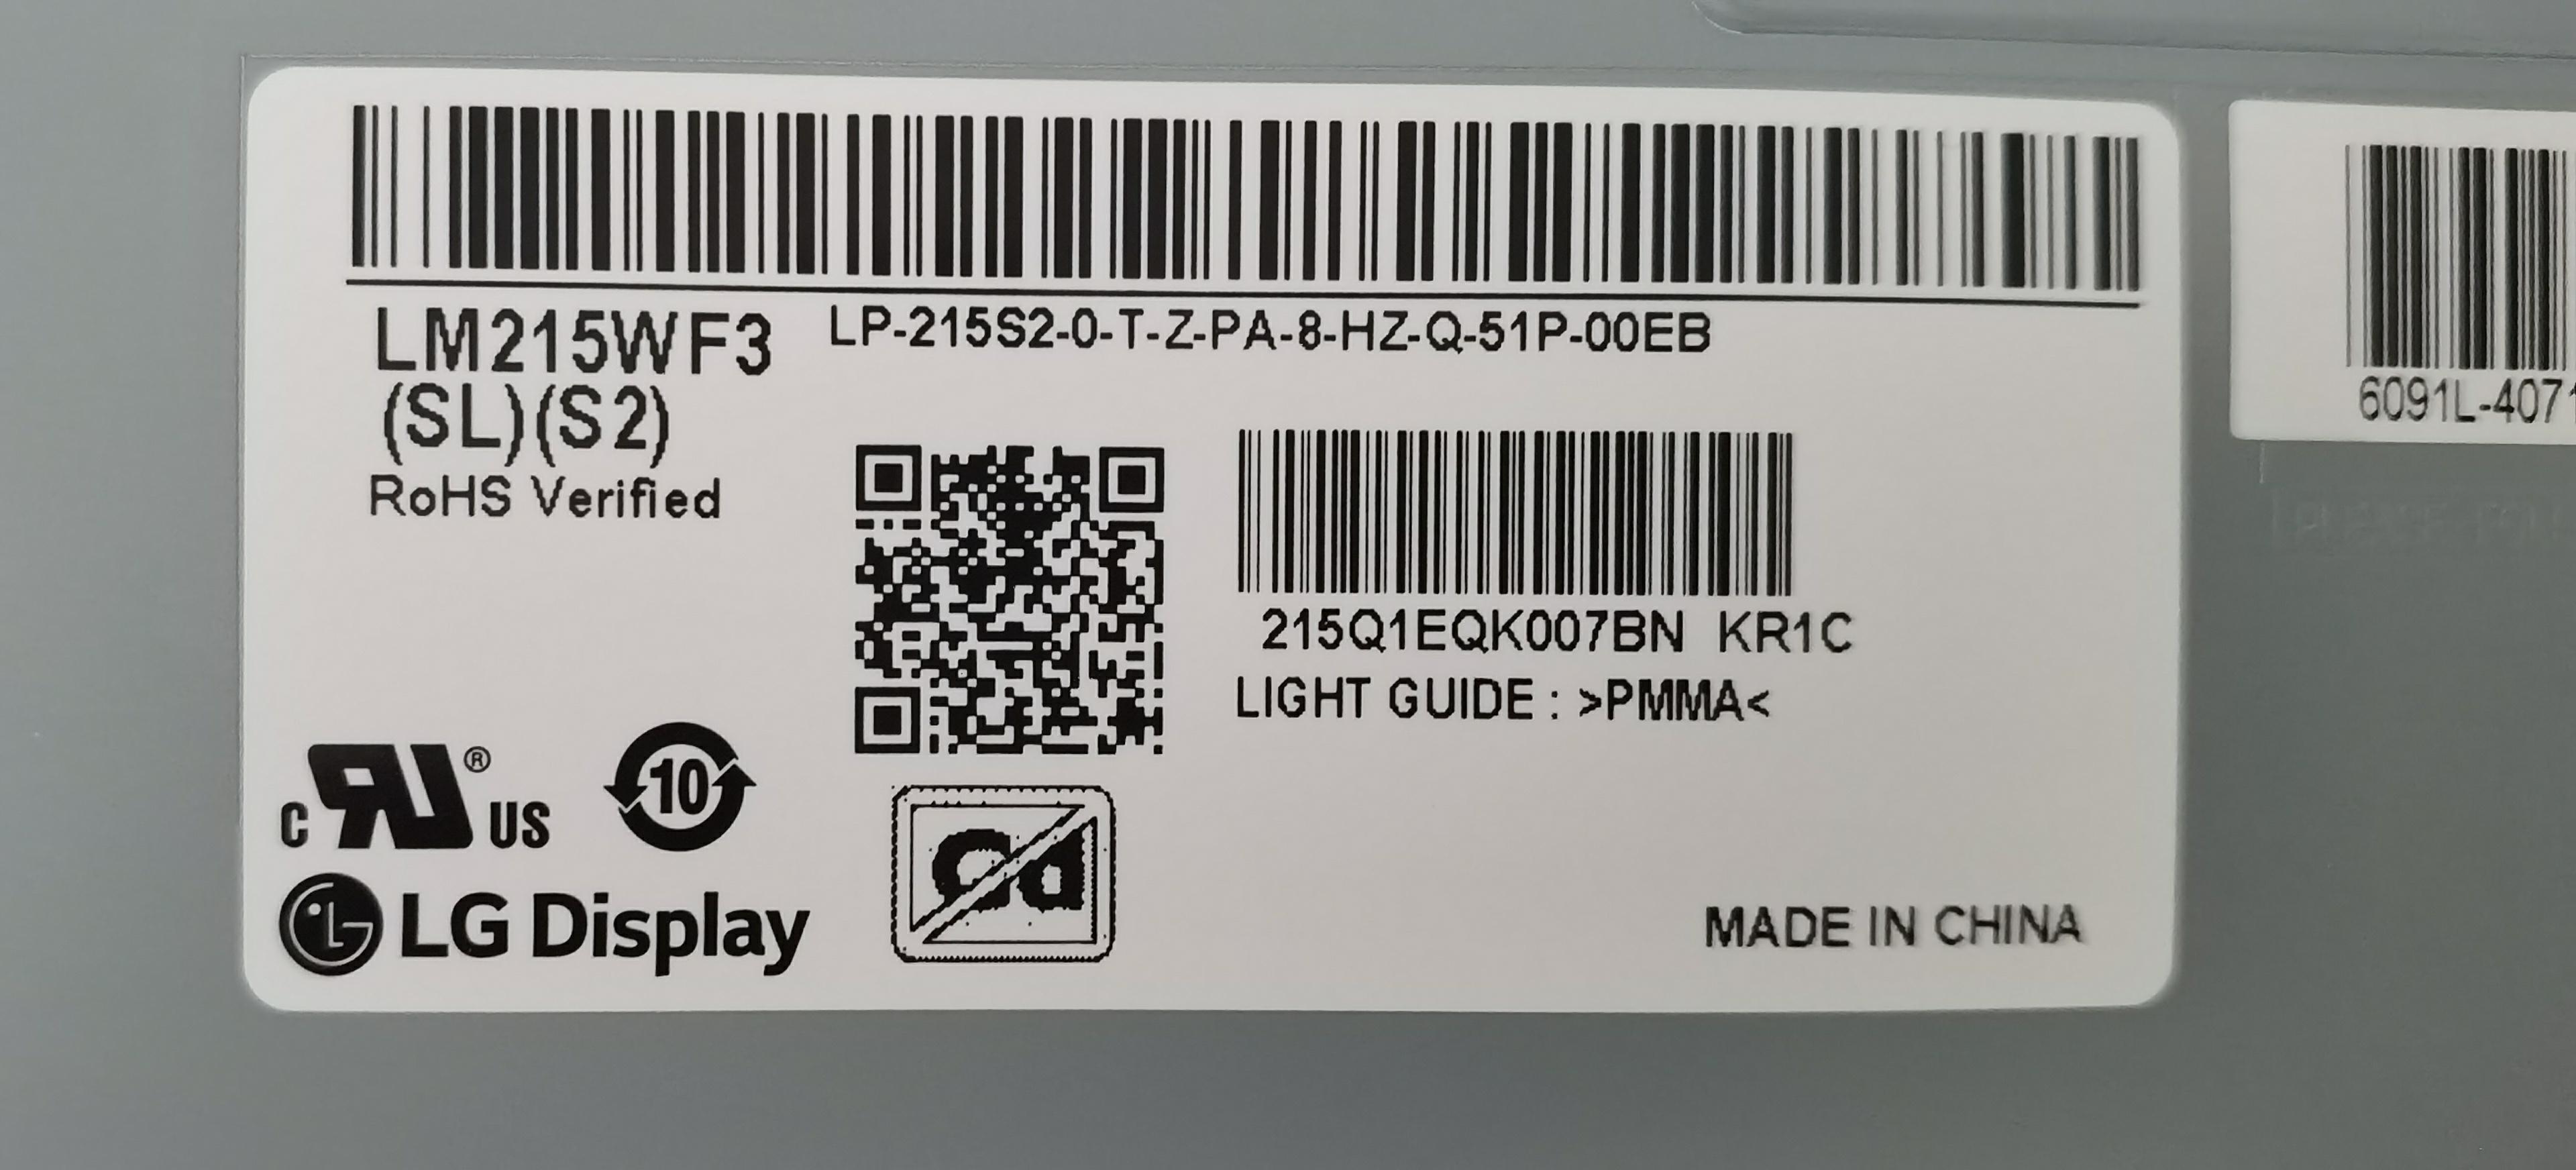 LM215WF3
(SL)(S2)
LP-215S2-0-T-Z-PA-8-HZ-Q-51P-00EB
RoHS Verified
215Q1EQK007BN KR1C
LIGHT GUIDE : >PMMA<
c RU ® US
10
LG Display
Cd
MADE IN CHINA
6091L-4071